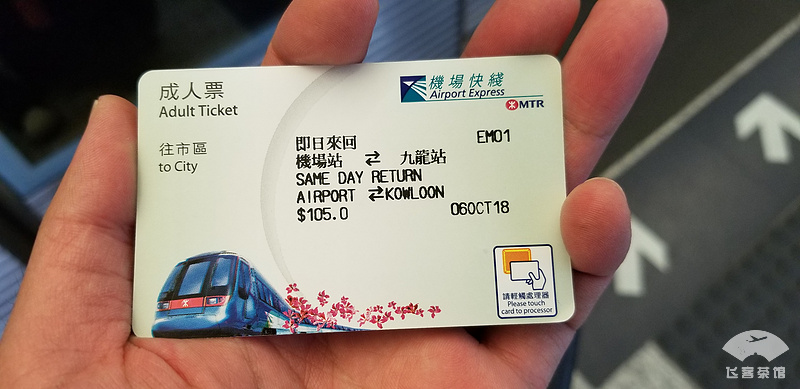 成人票
Adult Ticket
往市區
to City
機場快綫
Airport Express
MTR
即日來回
EM01
機場站 ⇄ 九龍站
SAME DAY RETURN
AIRPORT ⇄KOWLOON
$105.0
06OCT18
請輕觸處理器
Please touch
card to processor
飞客茶馆